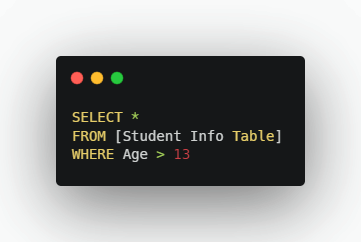 SELECT *
FROM [Student Info Table]
WHERE Age > 13